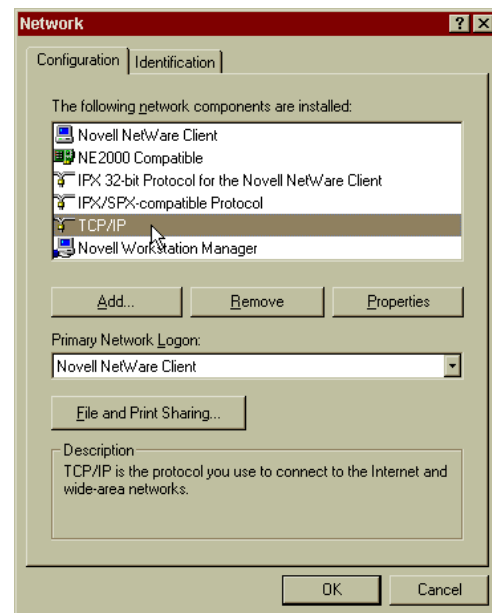 Network
Configuration Identification
The following network components are installed:
Novell NetWare Client
NE2000 Compatible
IPX 32-bit Protocol for the Novell NetWare Client
IPX/SPX-compatible Protocol
TCP/IP
Novell Workstation Manager
Add... Remove Properties
Primary Network Logon:
Novell NetWare Client
File and Print Sharing...
Description
TCP/IP is the protocol you use to connect to the Internet and
wide-area networks.
OK Cancel